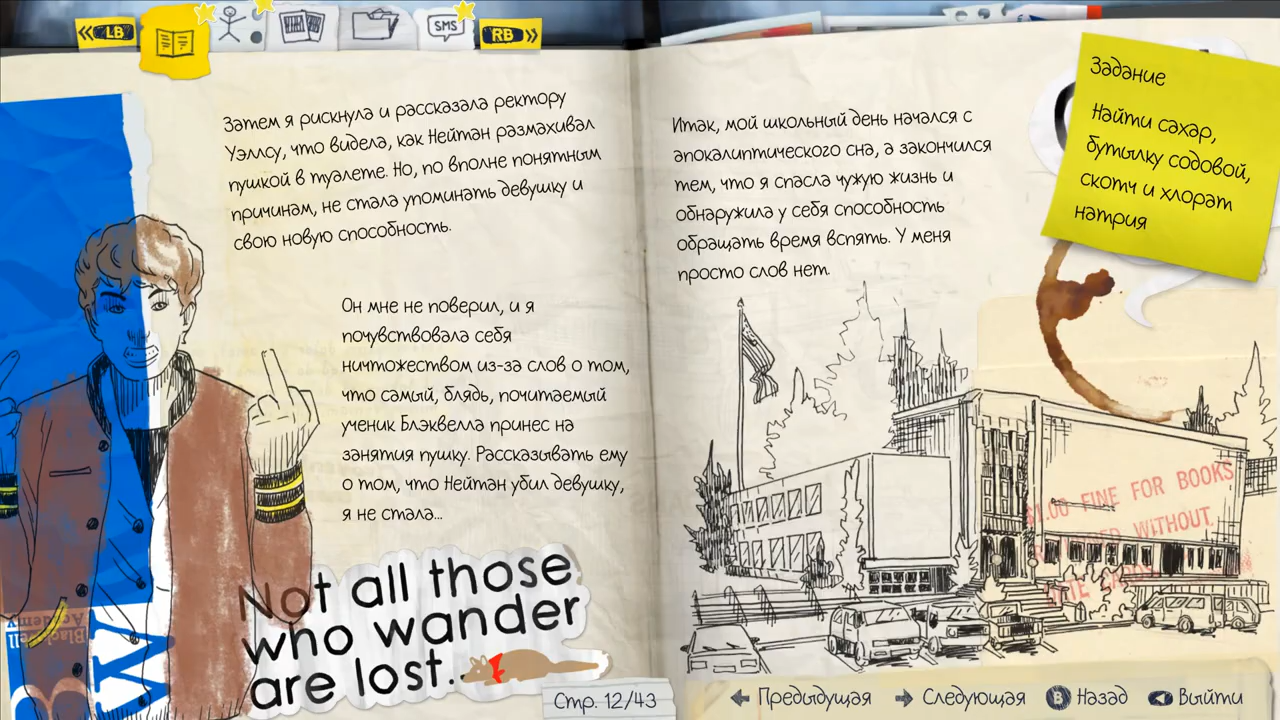 LB
SMS
RB
Затем я рискнула и рассказала ректору
Уэллсу, что видела, как Нейтан размахивал
пушкой в туалете. Но, по вполне понятным
причинам, не стала упоминать девушку и
свою новую способность.
Он мне не поверил, и я
почувствовала себя
ничтожеством из-за слов о том,
что самый, блядь, почитаемый
ученик Блэквелла принес на
занятия пушку. Рассказывать ему
о том, что Нейтан убил девушку,
я не стала...
Not all those
who wander
are lost.
Blackwell
Academy
Итак, мой школьный день начался с
апокалиптического сна, а закончился
тем, что я спасла чужую жизнь и
обнаружила у себя способность
обращать время вспять. У меня
просто слов нет.
Задание
Найти сахар,
бутылку содовой,
скотч и хлорат
натрия
$1.00 FINE FOR BOOKS
WITHOUT
Стр. 12/43
Предыдущая
Следующая
B Назад
Выйти